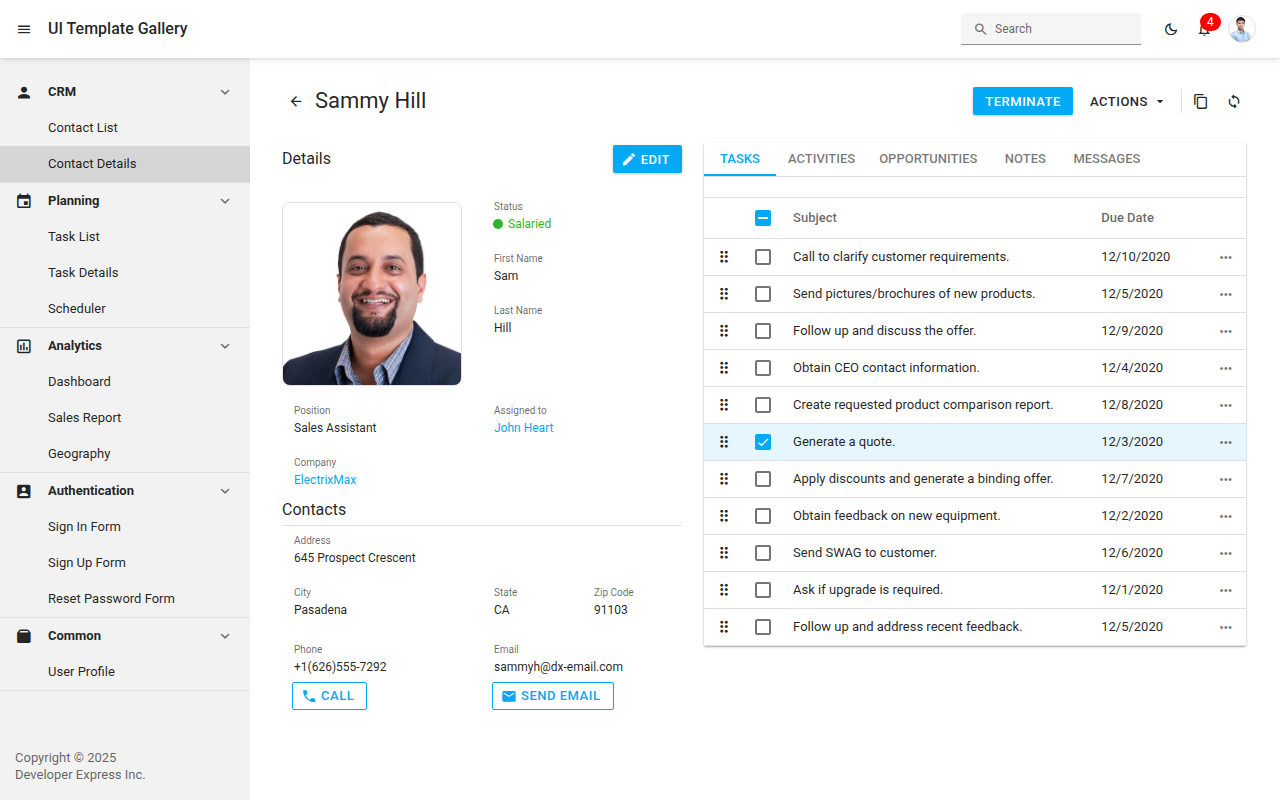 UI Template Gallery
Search
4
CRM
Contact List
Contact Details
Planning
Task List
Task Details
Scheduler
Analytics
Dashboard
Sales Report
Geography
Authentication
Sign In Form
Sign Up Form
Reset Password Form
Common
User Profile
Copyright © 2025
Developer Express Inc.
Sammy Hill
TERMINATE
ACTIONS
Details
EDIT
Status
Salaried
First Name
Sam
Last Name
Hill
Position
Sales Assistant
Assigned to
John Heart
Company
ElectrixMax
Contacts
Address
645 Prospect Crescent
City
Pasadena
State
CA
Zip Code
91103
Phone
+1(626)555-7292
Email
sammyh@dx-email.com
CALL
SEND EMAIL
TASKS ACTIVITIES OPPORTUNITIES NOTES MESSAGES
Subject Due Date
Call to clarify customer requirements. 12/10/2020
Send pictures/brochures of new products. 12/5/2020
Follow up and discuss the offer. 12/9/2020
Obtain CEO contact information. 12/4/2020
Create requested product comparison report. 12/8/2020
Generate a quote. 12/3/2020
Apply discounts and generate a binding offer. 12/7/2020
Obtain feedback on new equipment. 12/2/2020
Send SWAG to customer. 12/6/2020
Ask if upgrade is required. 12/1/2020
Follow up and address recent feedback. 12/5/2020